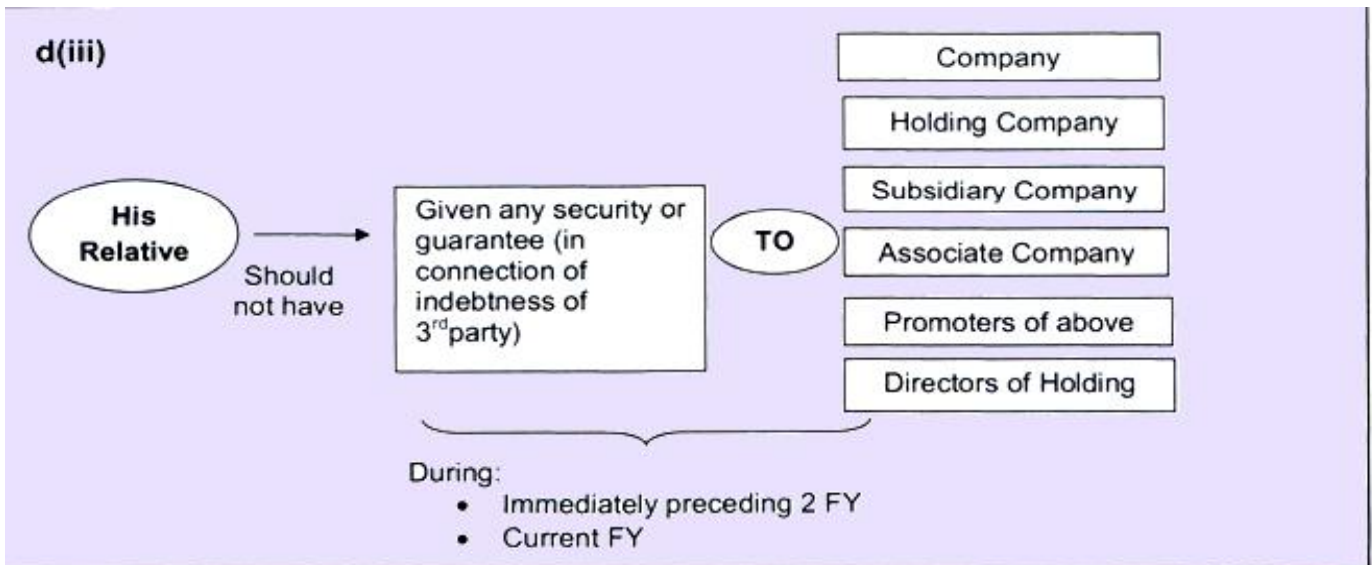 d(iii)
His
Relative
Should
not have
Given any security or
guarantee (in
connection of
indebtness of
3rdparty)
TO
Company
Holding Company
Subsidiary Company
Associate Company
Promoters of above
Directors of Holding
During:
• Immediately preceding 2 FY
• Current FY